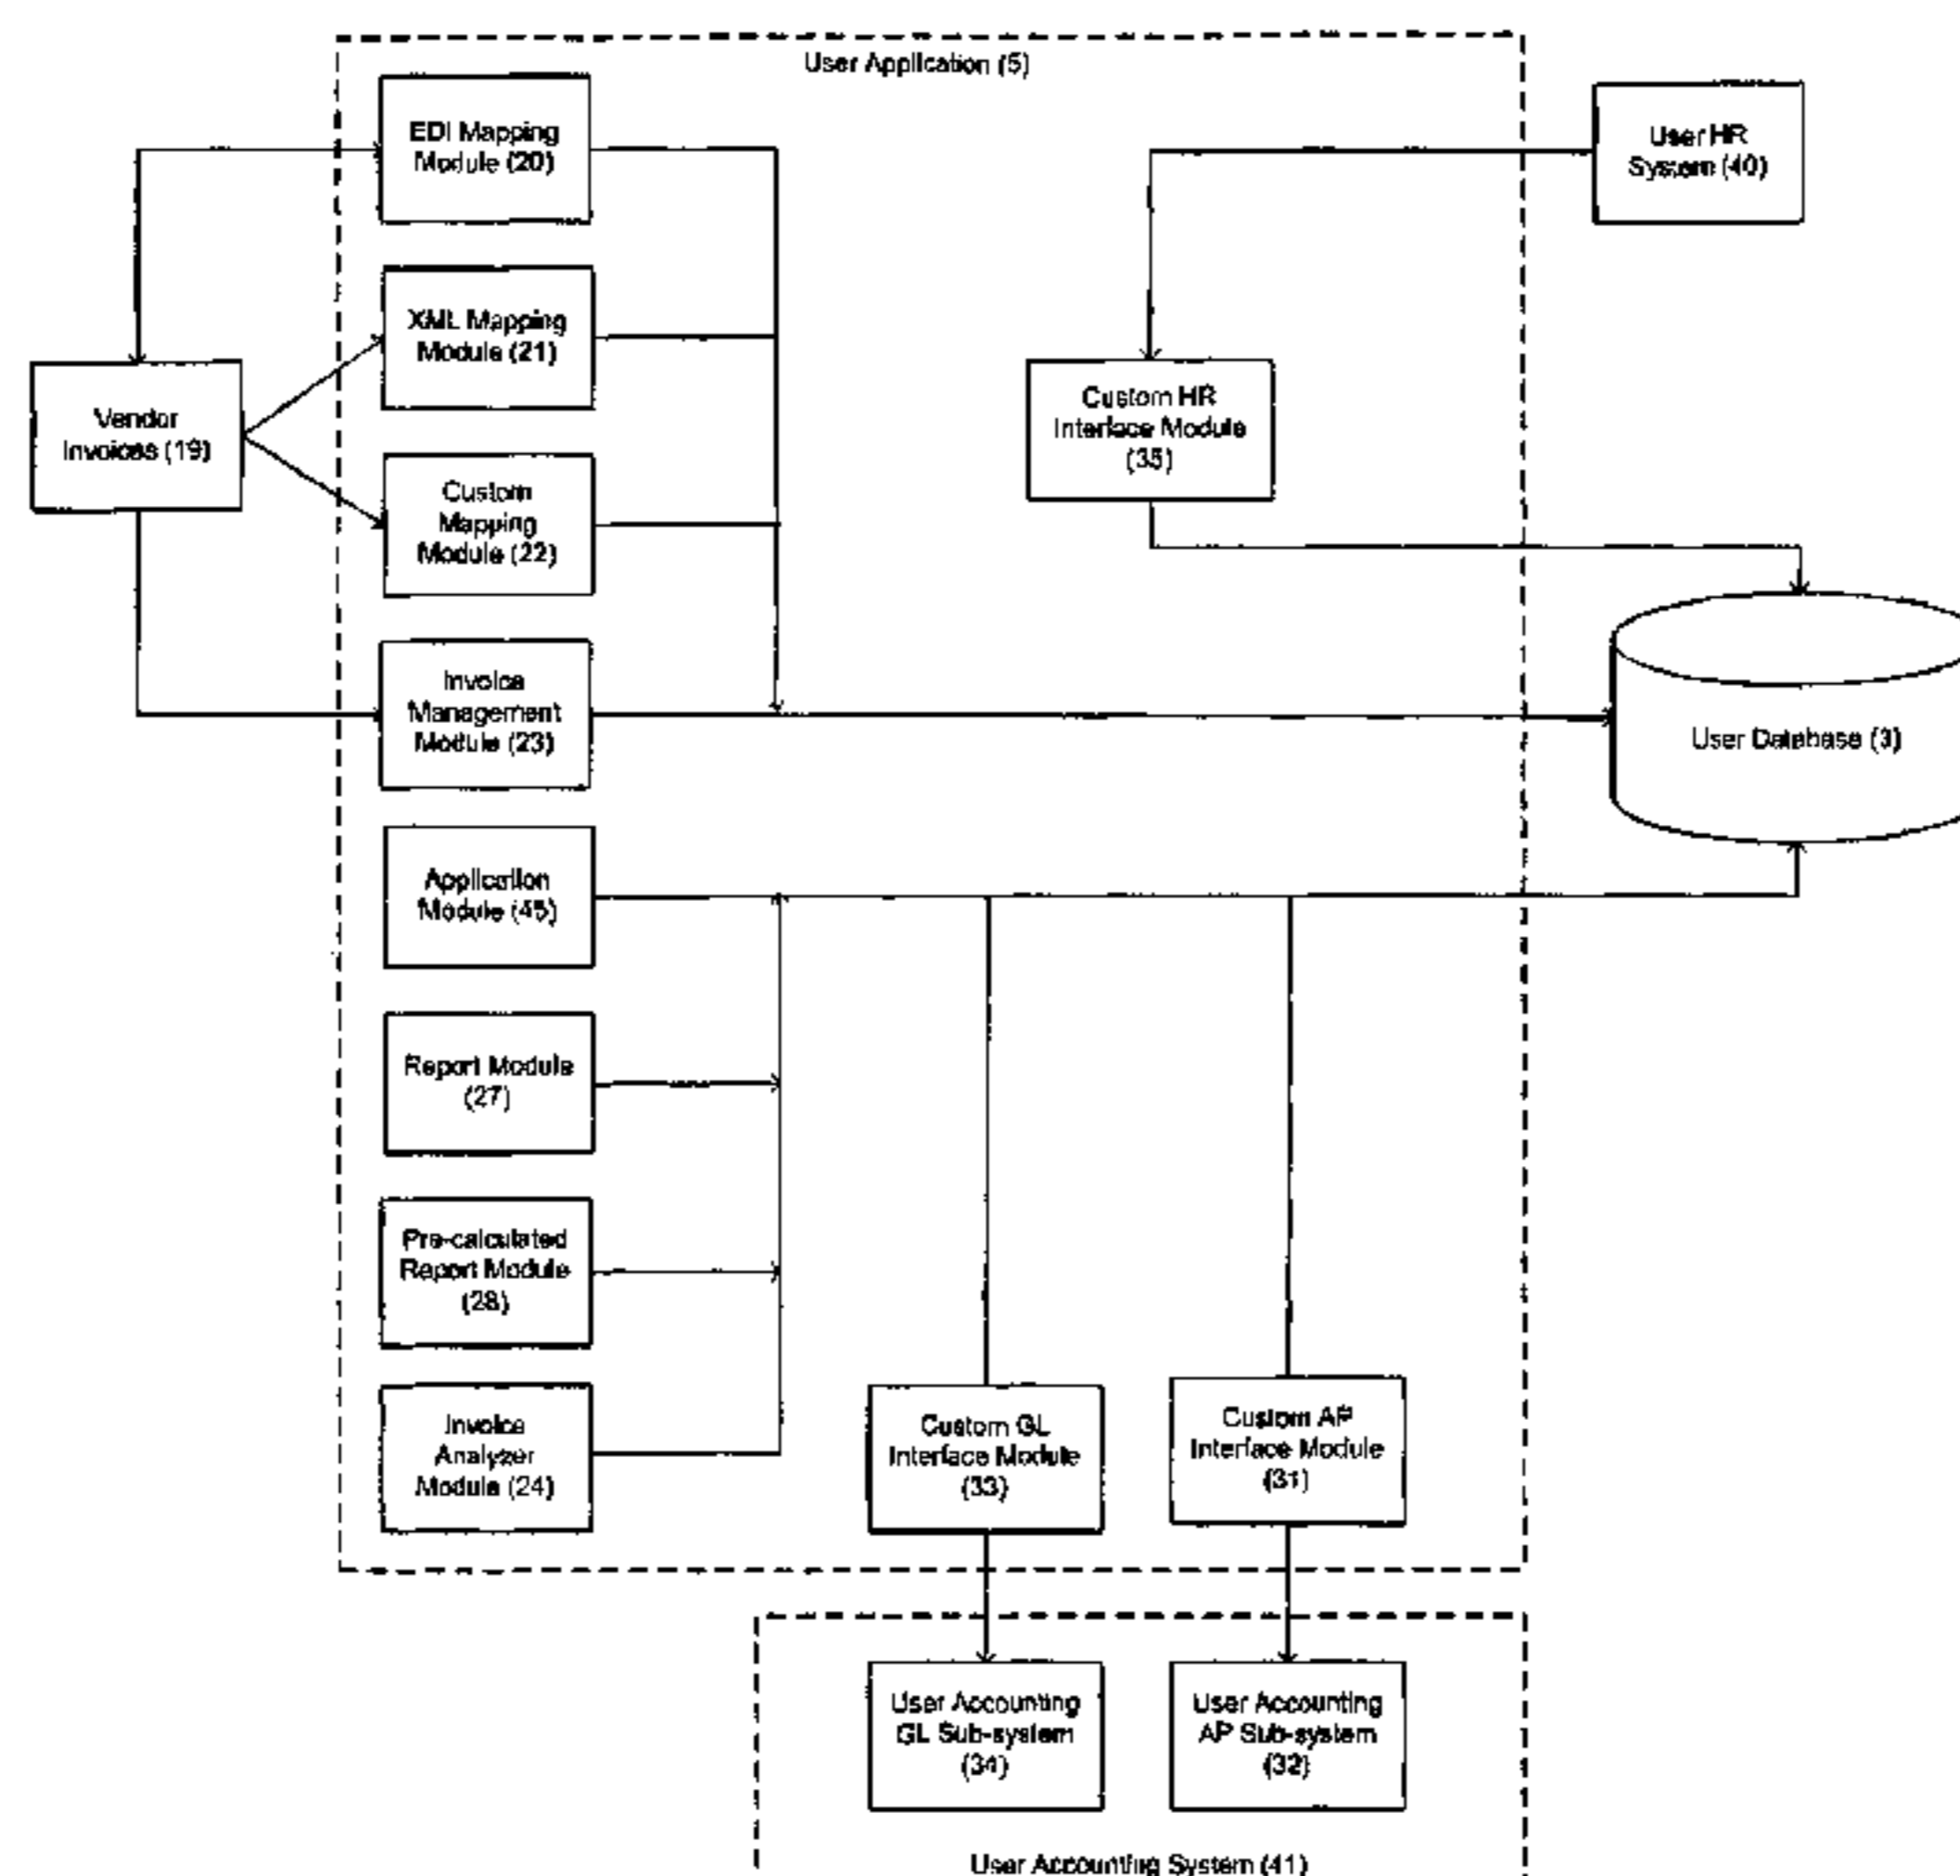 User Application (5)
EDI Mapping
Module (20)
User HR
System (40)
XML Mapping
Module (21)
Vendor
Invoices (19)
Custom HR
Interface Module
(35)
Custom
Mapping
Module (22)
Invoice
Management
Module (23)
User Database (3)
Application
Module (45)
Report Module
(27)
Pre-calculated
Report Module
(28)
Invoice
Analyzer
Module (24)
Custom GL
Interface Module
(33)
Custom AP
Interface Module
(31)
User Accounting
GL Sub-system
(34)
User Accounting
AP Sub-system
(32)
User Accounting System (41)